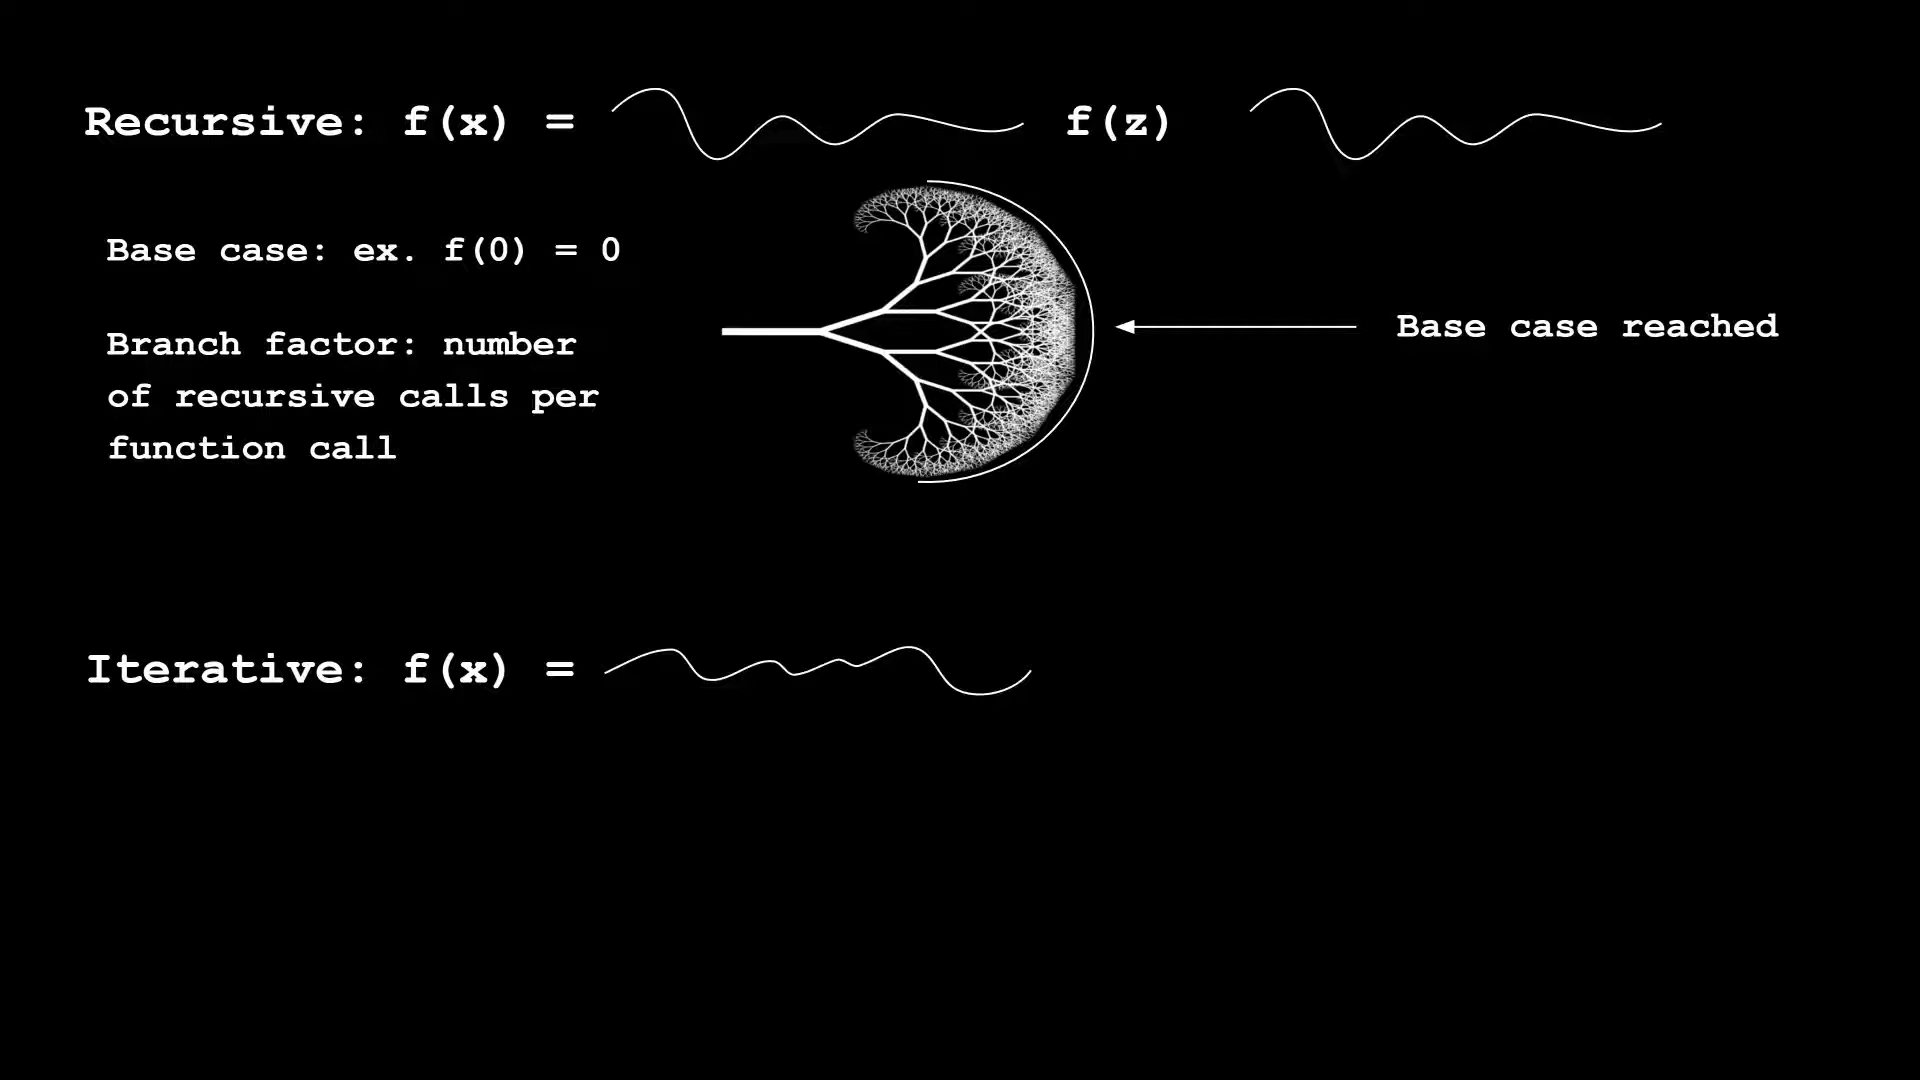 Recursive: f(x) = f(z)
Base case: ex. f(0) = 0
Branch factor: number
of recursive calls per
function call
Base case reached
Iterative: f(x) =